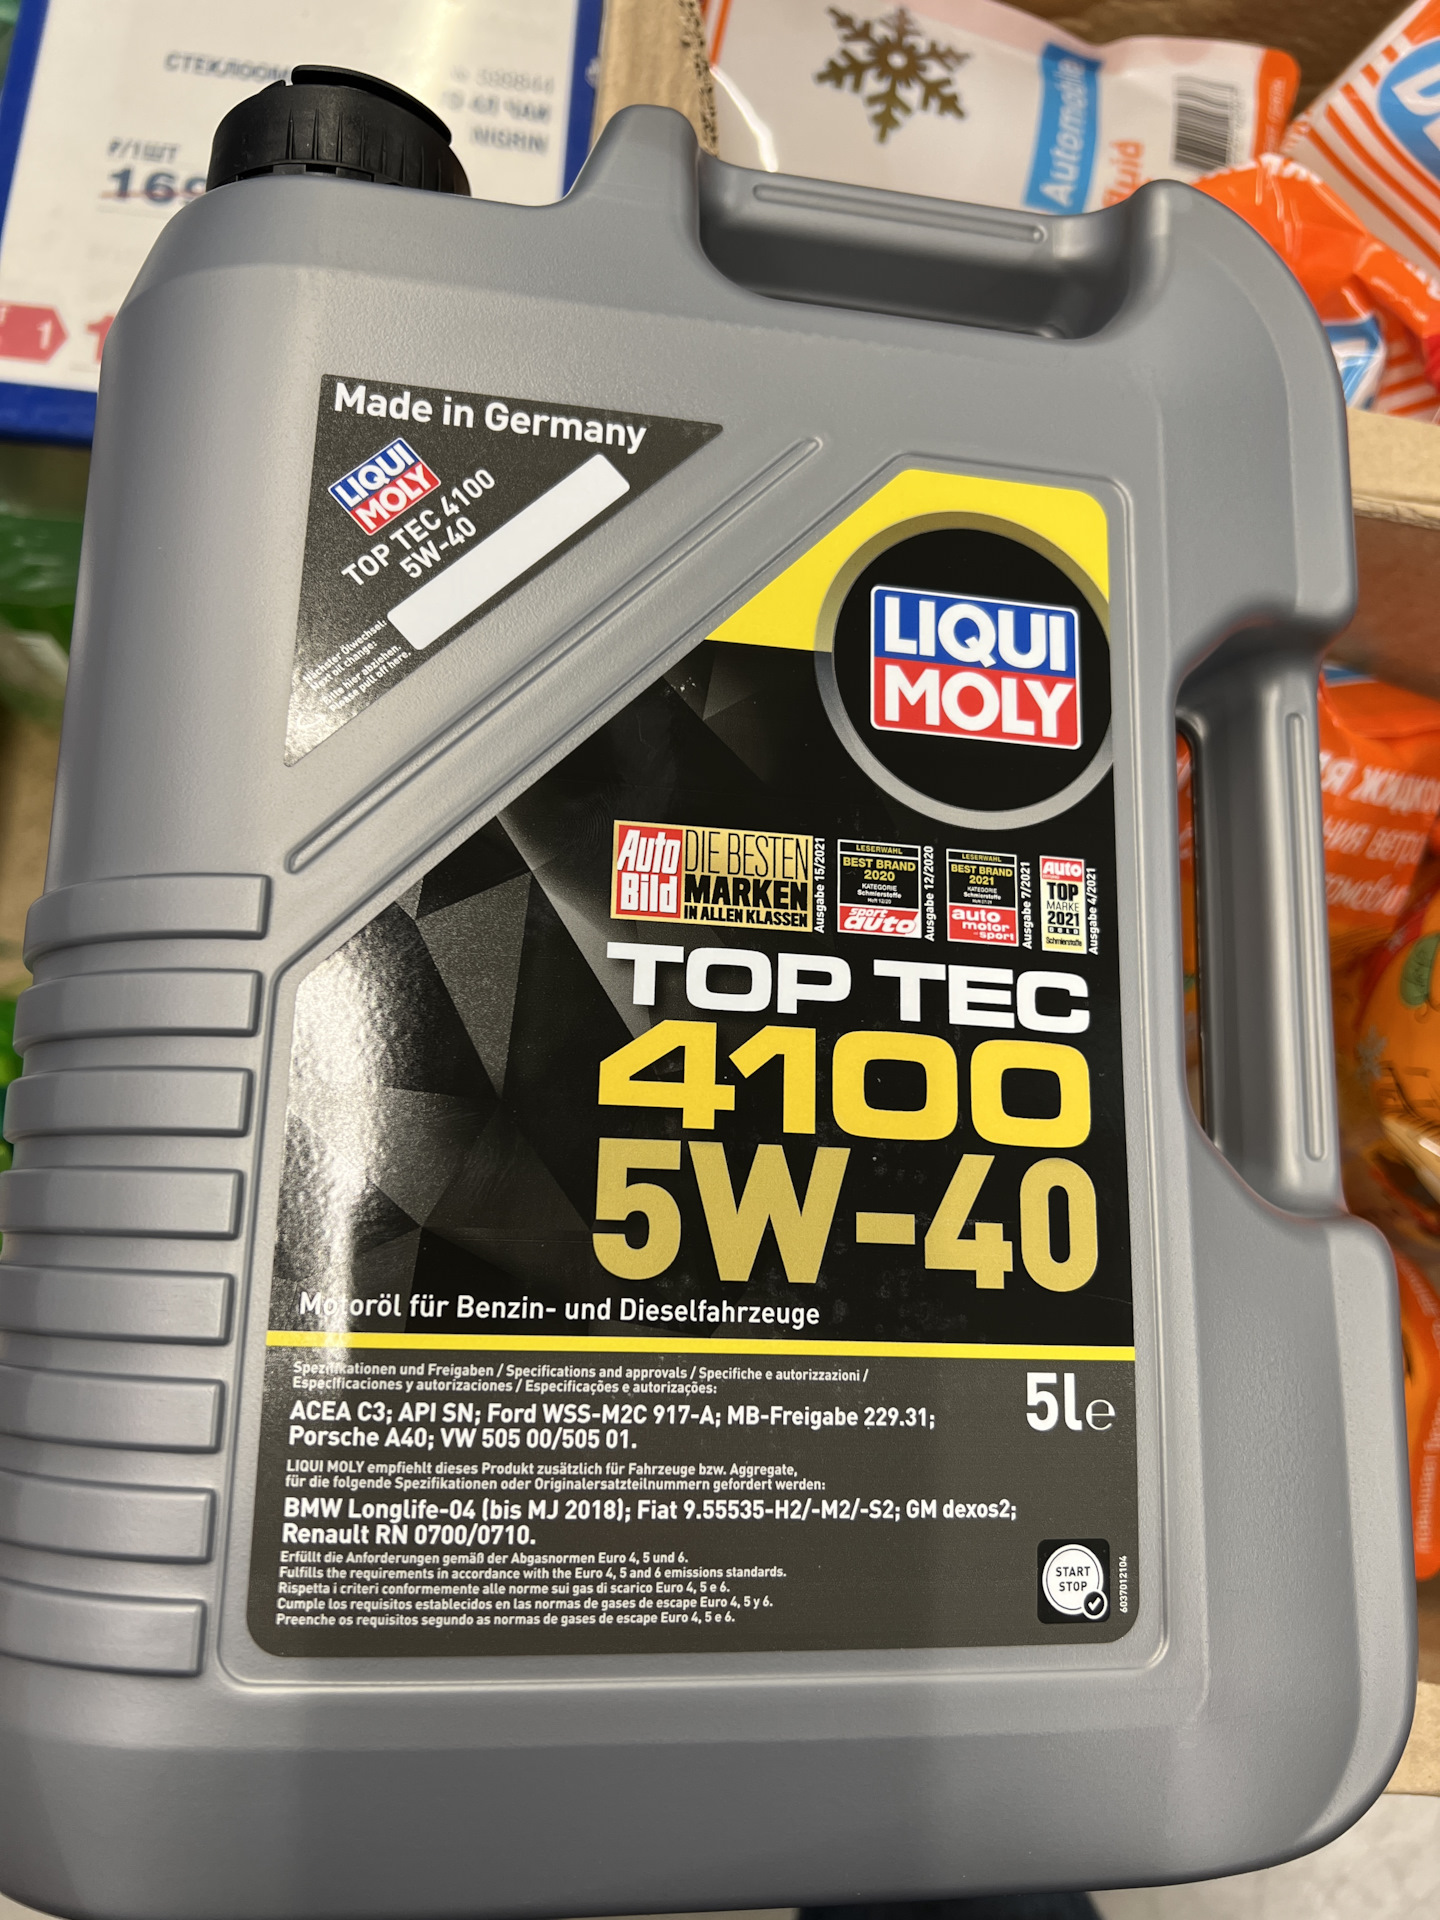 № 599844
NIGRIN
₽/1ШТ
Automobile
fluid
Made in Germany
LIQUI
MOLY
TOP TEC 4100
5W-40
Nächster Ölwechsel:
Next oil change:
Bitte hier abziehen.
Please pull off here.
LIQUI
MOLY
Auto
Bild
DIE BESTEN
MARKEN
IN ALLEN KLASSEN
Ausgabe 15/2021
LESERWAHL
BEST BRAND
2020
KATEGORIE
Schmierstoffe
sport
auto
Ausgabe 12/2020
LESERWAHL
BEST BRAND
2021
KATEGORIE
Schmierstoffe
auto
motor
sport
Ausgabe 7/2021
Auto
TOP
MARKE
2021
GOLD
Schmierstoffe
Ausgabe 4/2021
TOP TEC
4100
5W-40
Motoröl für Benzin- und Dieselfahrzeuge
Spezifikationen und Freigaben / Specifications and approvals / Specifiche e autorizzazioni /
Especificaciones y autorizaciones / Especificações e autorizações:
ACEA C3; API SN; Ford WSS-M2C 917-A; MB-Freigabe 229.31;
Porsche A40; VW 505 00/505 01.
5l e
LIQUI MOLY empfiehlt dieses Produkt zusätzlich für Fahrzeuge bzw. Aggregate,
für die folgende Spezifikationen oder Originalersatzteilnummern gefordert werden:
BMW Longlife-04 (bis MJ 2018); Fiat 9.55535-H2/-M2/-S2; GM dexos2;
Renault RN 0700/0710.
Erfüllt die Anforderungen gemäß der Abgasnormen Euro 4, 5 und 6.
Fulfills the requirements in accordance with the Euro 4, 5 and 6 emissions standards.
Rispetta i criteri conformemente alle norme sui gas di scarico Euro 4, 5 e 6.
Cumple los requisitos establecidos en las normas de gases de escape Euro 4, 5 y 6.
Preenche os requisitos segundo as normas de gases de escape Euro 4, 5 e 6.
START
STOP
6037012104